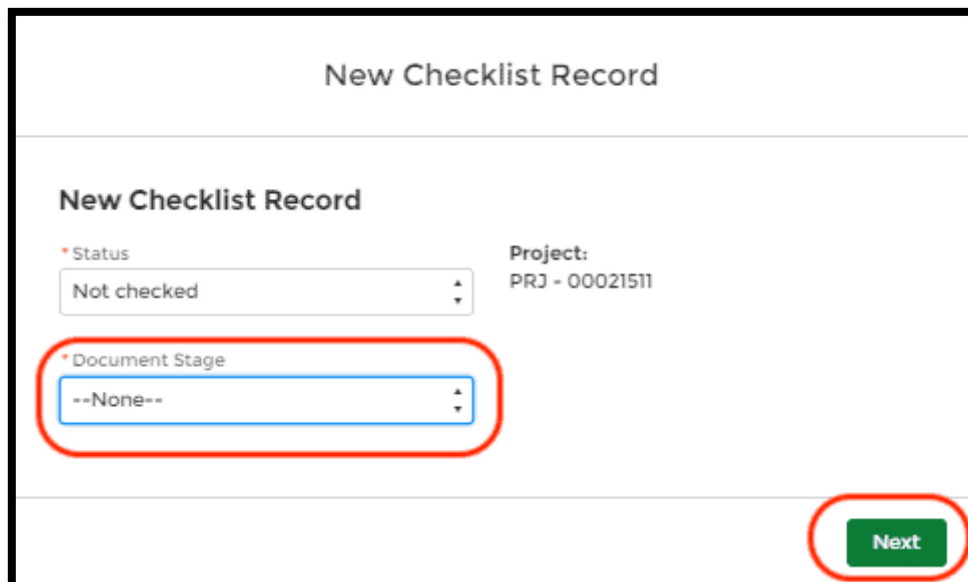 New Checklist Record
New Checklist Record
*Status
Project:
Not checked
PRJ - 00021511
*Document Stage
--None--
Next